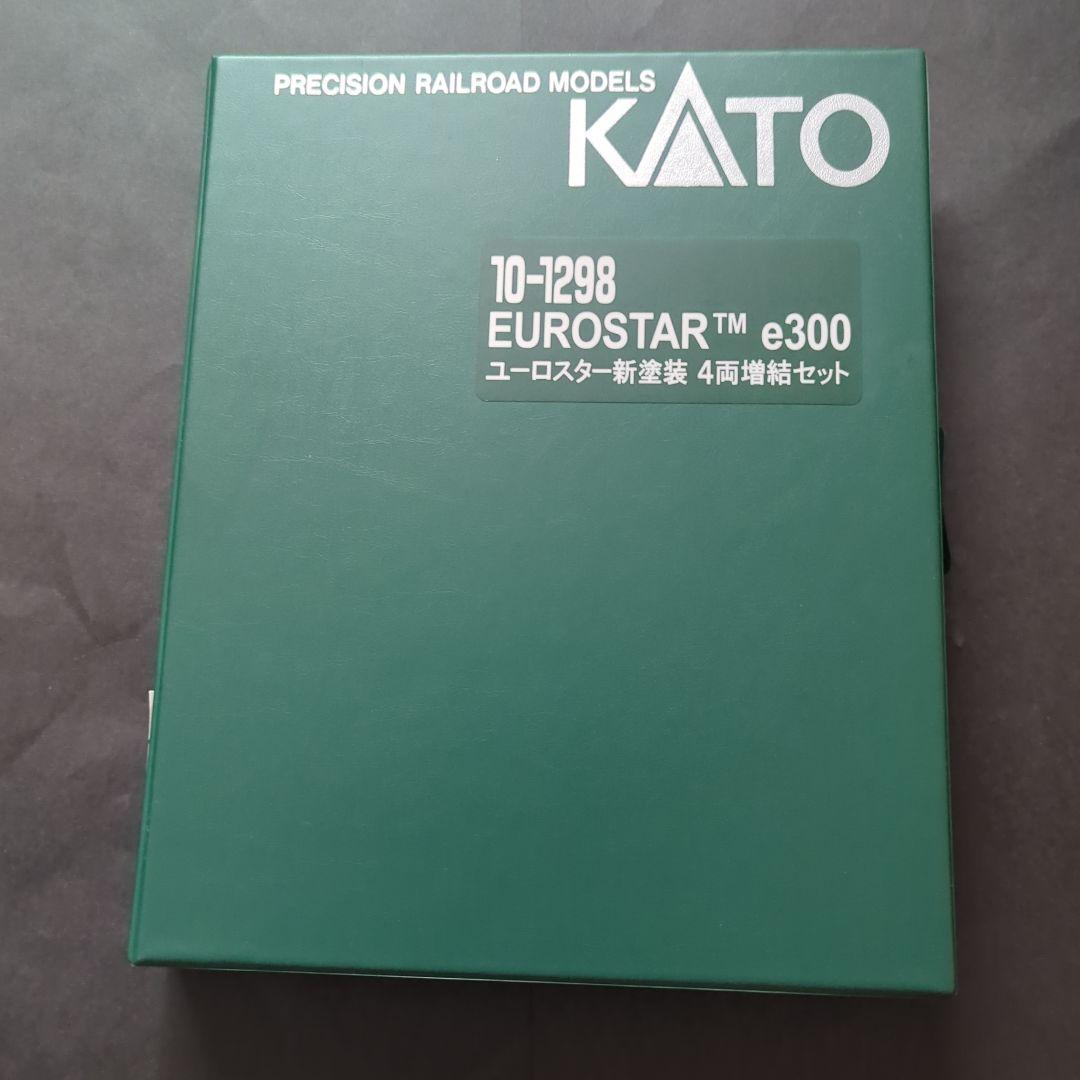 PRECISION RAILROAD MODELS
KATO
10-1298
EUROSTAR™ e300
ユーロスター新塗装 4両増結セット